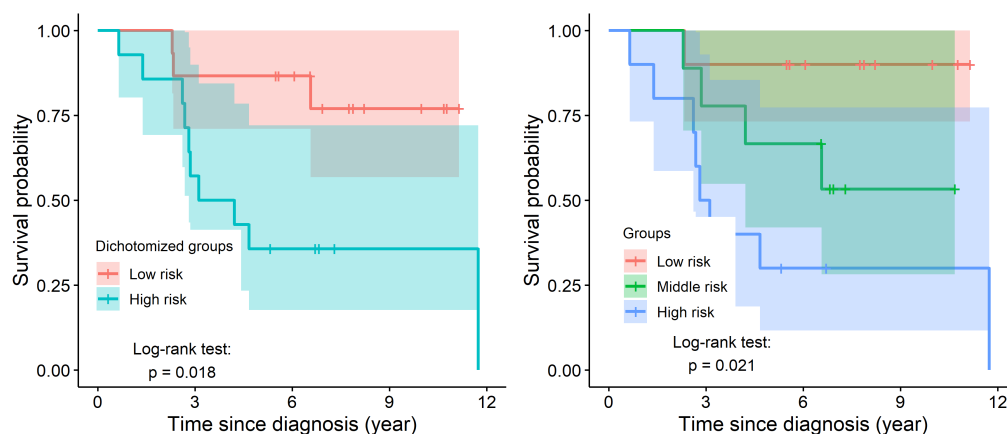 Survival probability
1.00
0.75
0.50
0.25
0.00
Dichotomized groups
Low risk
High risk
Log-rank test:
p = 0.018
0 3 6 9 12
Time since diagnosis (year)
Survival probability
1.00
0.75
0.50
0.25
0.00
Groups
Low risk
Middle risk
High risk
Log-rank test:
p = 0.021
0 3 6 9 12
Time since diagnosis (year)